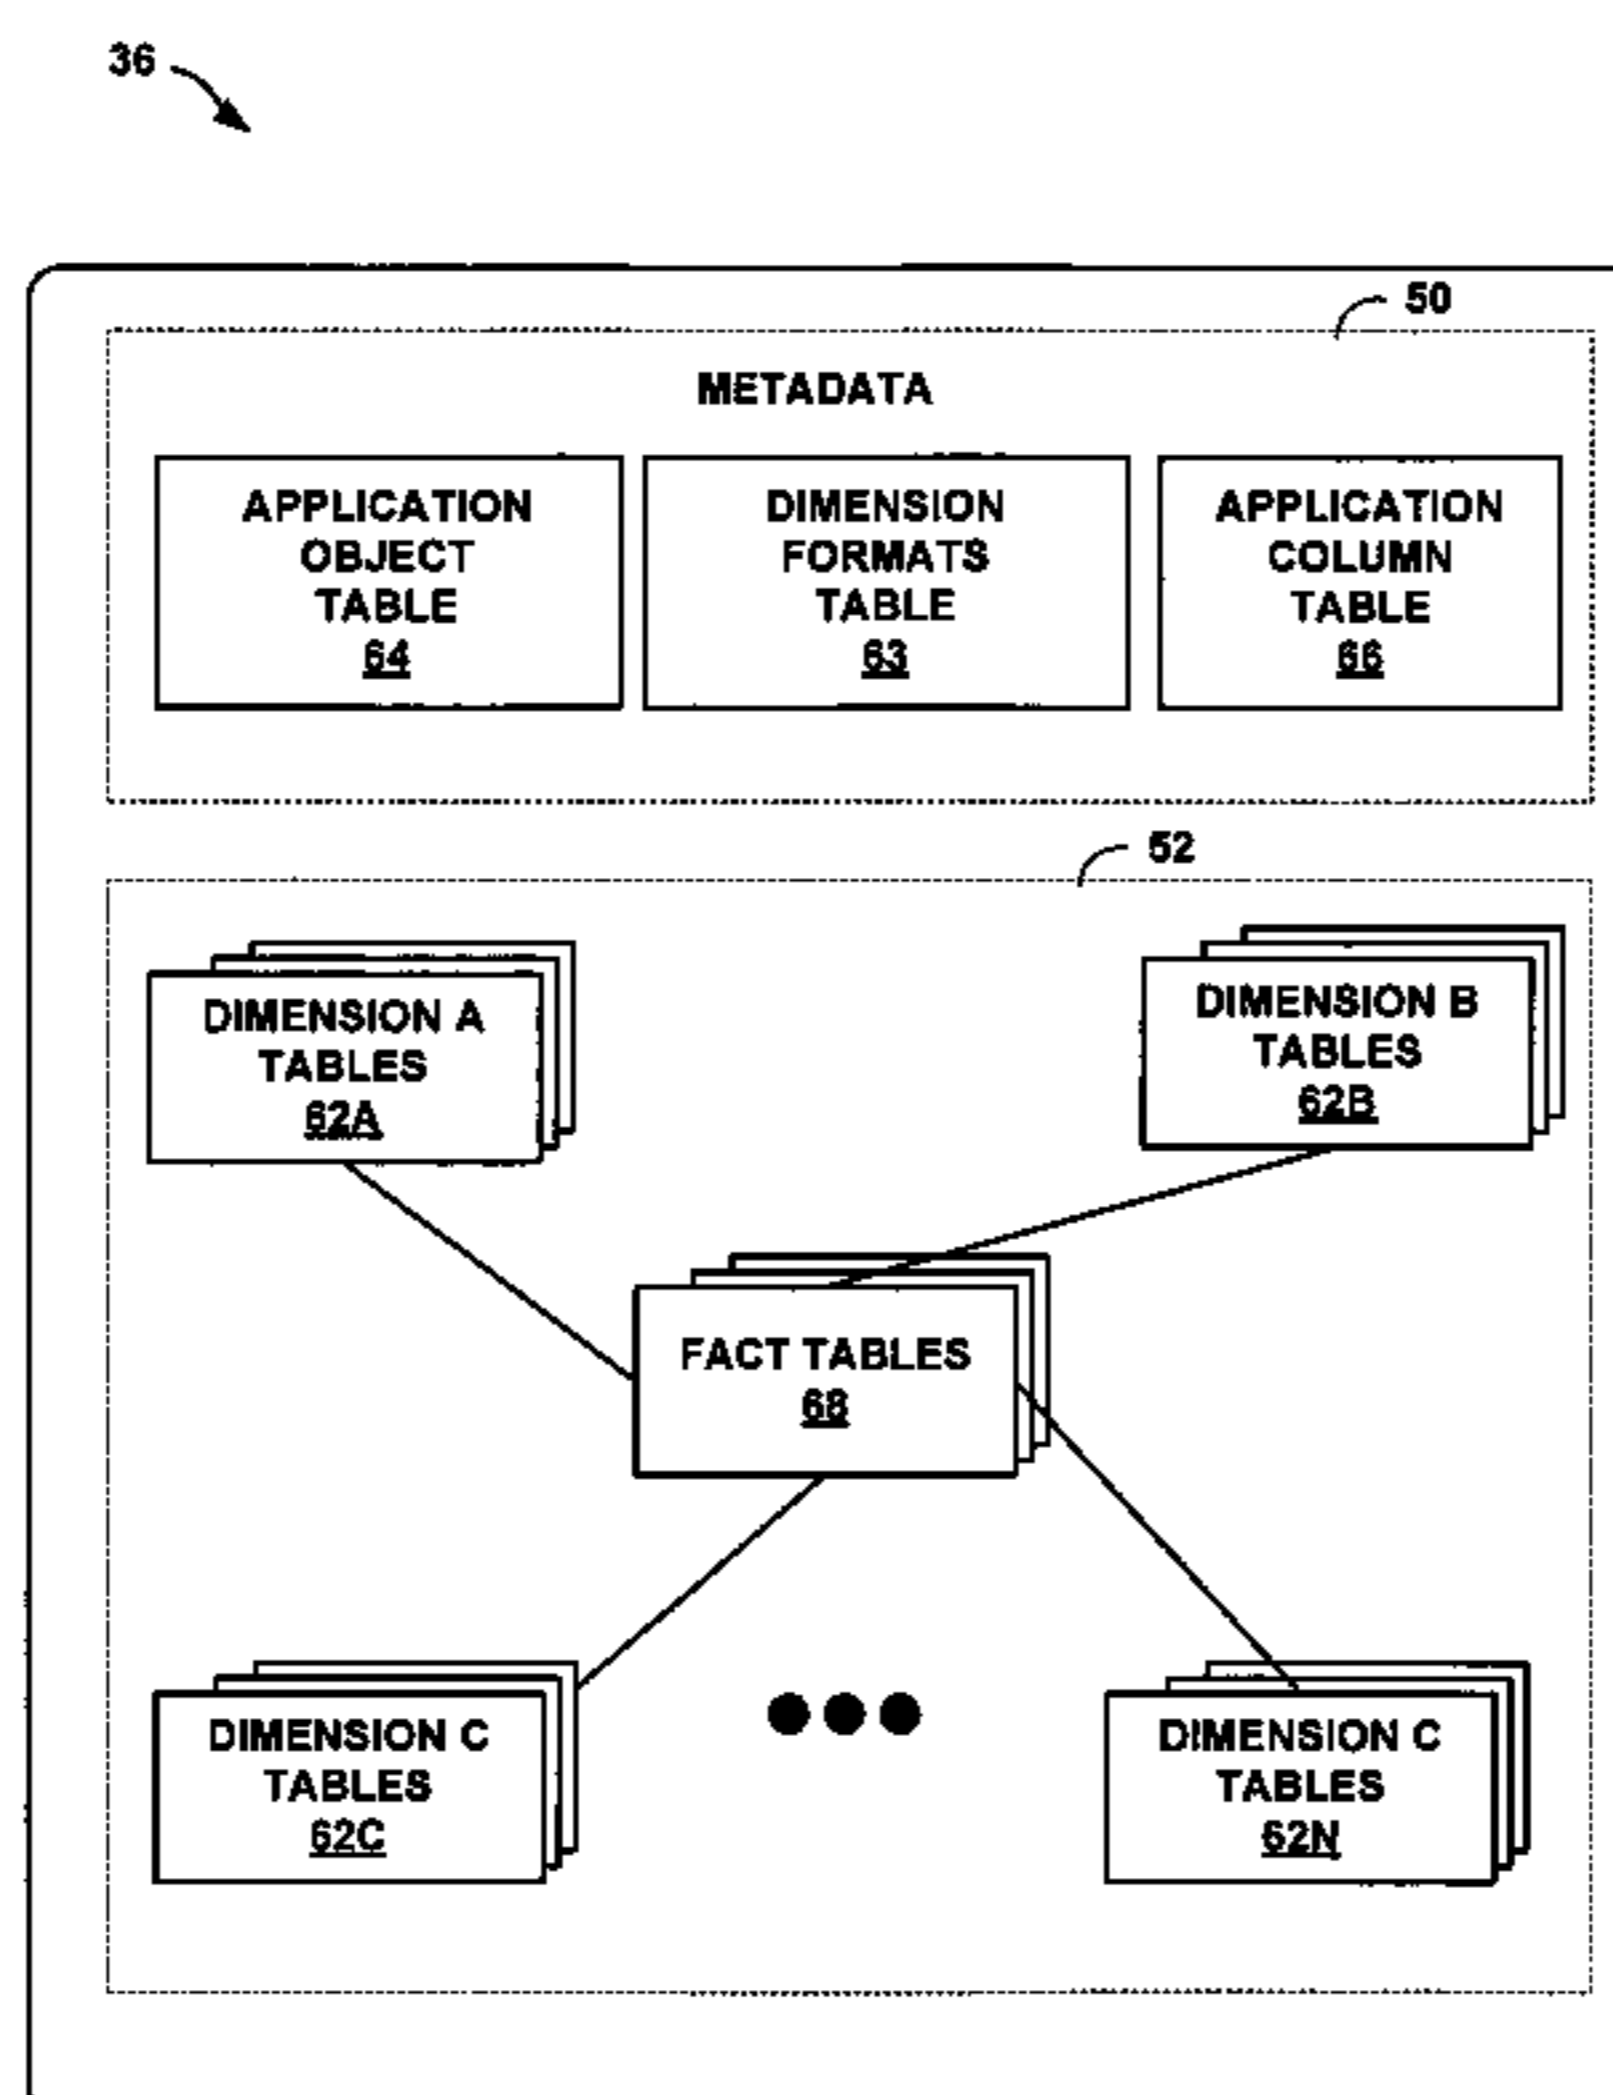 36
50
METADATA
APPLICATION
OBJECT
TABLE
64
DIMENSION
FORMATS
TABLE
63
APPLICATION
COLUMN
TABLE
66
52
DIMENSION A
TABLES
62A
DIMENSION B
TABLES
62B
FACT TABLES
68
DIMENSION C
TABLES
62C
DIMENSION C
TABLES
62N